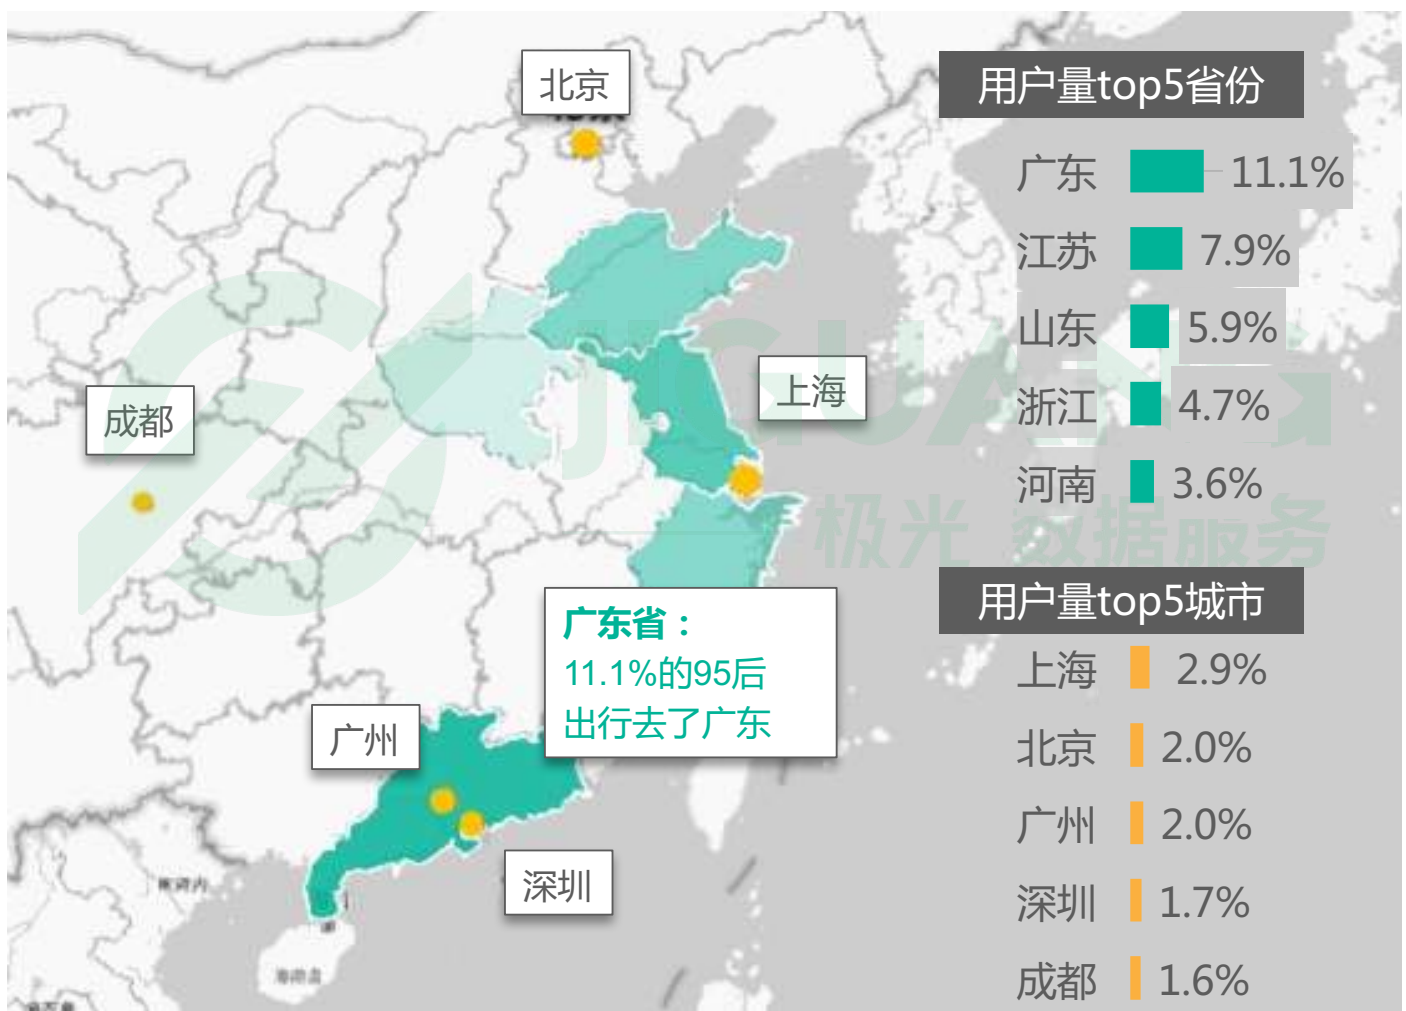 北京
成都
上海
广东省：
11.1%的95后
出行去了广东
广州
深圳
用户量top5省份
广东 11.1%
江苏 7.9%
山东 5.9%
浙江 4.7%
河南 3.6%
用户量top5城市
上海 2.9%
北京 2.0%
广州 2.0%
深圳 1.7%
成都 1.6%
JIGUANG
极光 数据服务